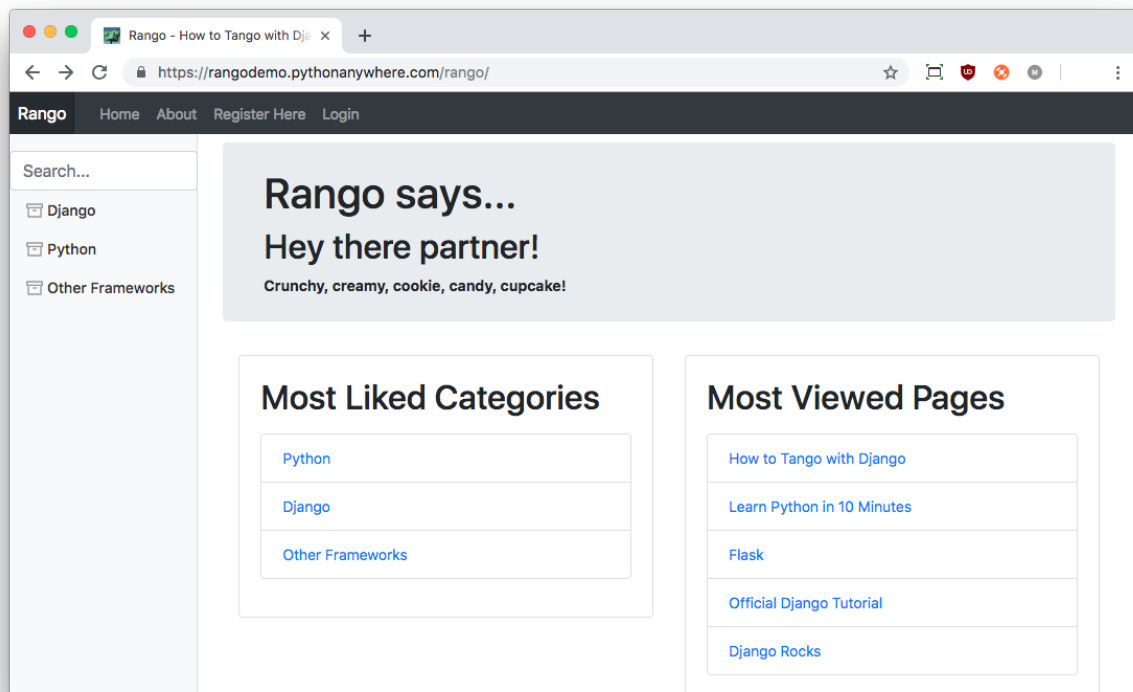 Rango - How to Tango with Dja
https://rangodemo.pythonanywhere.com/rango/
Rango Home About Register Here Login
Search...
Django
Python
Other Frameworks
Rango says...
Hey there partner!
Crunchy, creamy, cookie, candy, cupcake!
Most Liked Categories
Python
Django
Other Frameworks
Most Viewed Pages
How to Tango with Django
Learn Python in 10 Minutes
Flask
Official Django Tutorial
Django Rocks